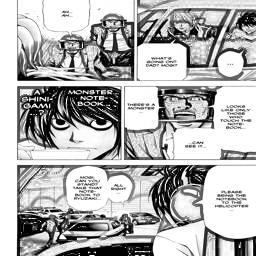 WHAT'S
GOING ON!?
DAD? MOGI?
AH...
AH...
LOOKS
LIKE ONLY
THOSE
WHO
TOUCH
THE
NOTE-
BOOK...
...CAN
SEE IT...
THERE'S A
MONSTER
MONSTER...
NOTE-
BOOK...
A
SHINI-
GAMI
PLEASE
BRING THE
NOTEBOOK
TO THE
HELICOPTER
ALL
RIGHT
MOGI,
CAN YOU
STAND?
TAKE THAT
NOTE-
BOOK TO
RYUZAKI...